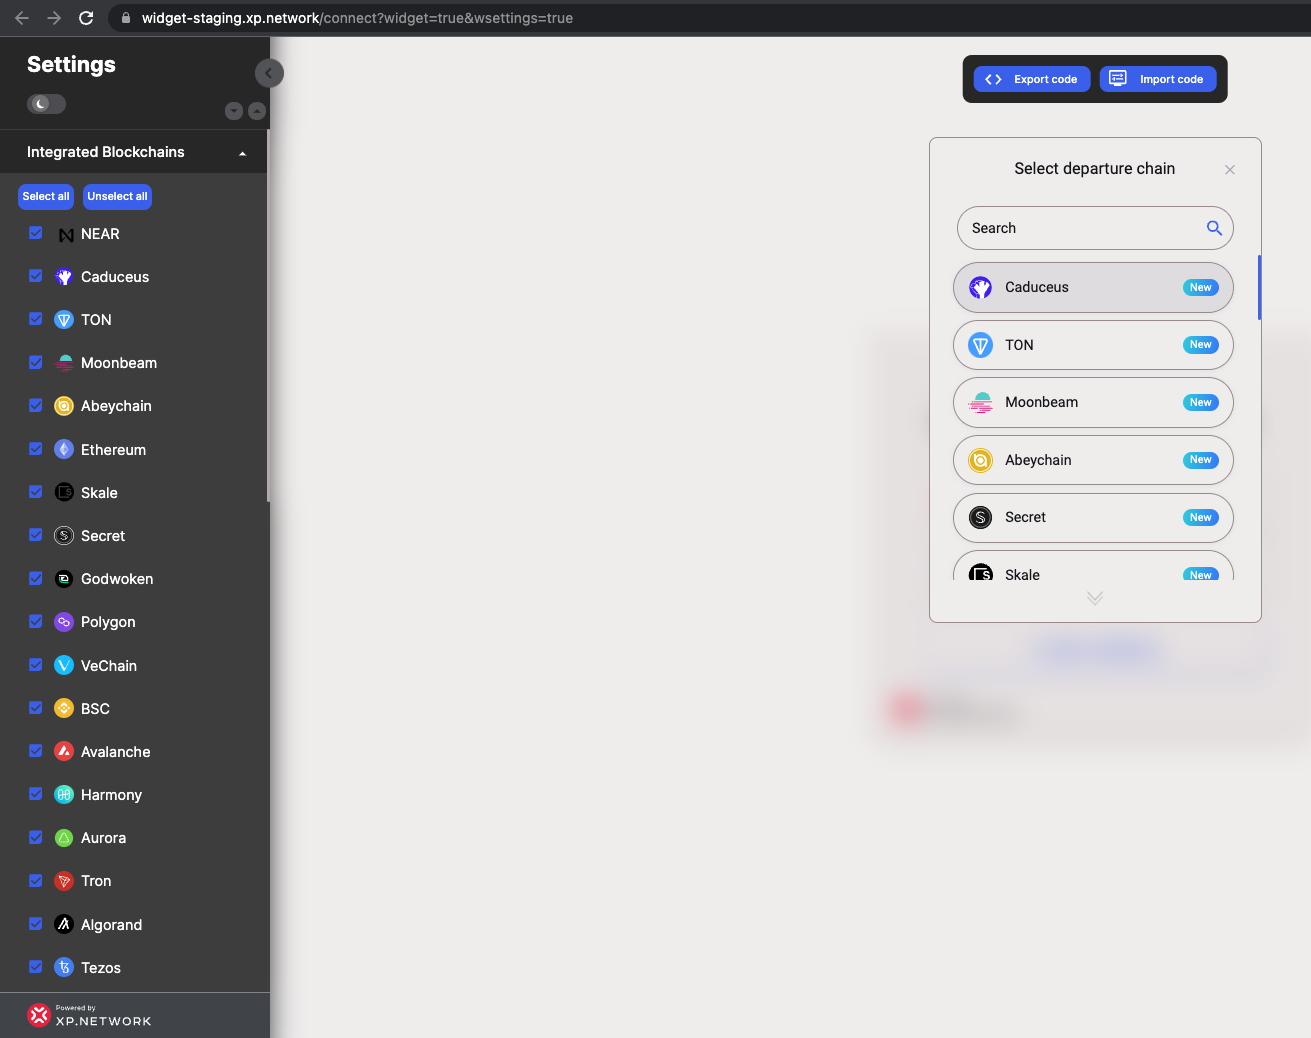 widget-staging.xp.network/connect?widget=true&wsettings=true
Settings
Integrated Blockchains
Select all
Unselect all
NEAR
Caduceus
TON
Moonbeam
Abeychain
Ethereum
Skale
Secret
Godwoken
Polygon
VeChain
BSC
Avalanche
Harmony
Aurora
Tron
Algorand
Tezos
Powered by
XP.NETWORK
Export code
Import code
Select departure chain
Search
Caduceus New
TON New
Moonbeam New
Abeychain New
Secret New
Skale New